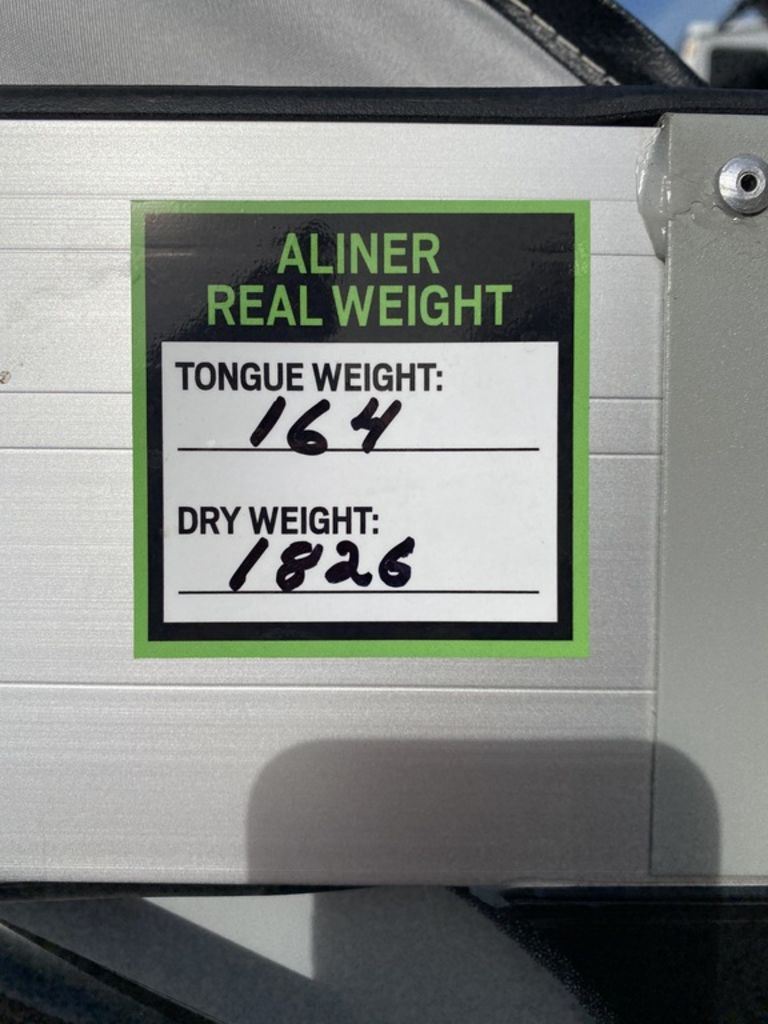 ALINER
REAL WEIGHT
TONGUE WEIGHT:
164
DRY WEIGHT:
1826